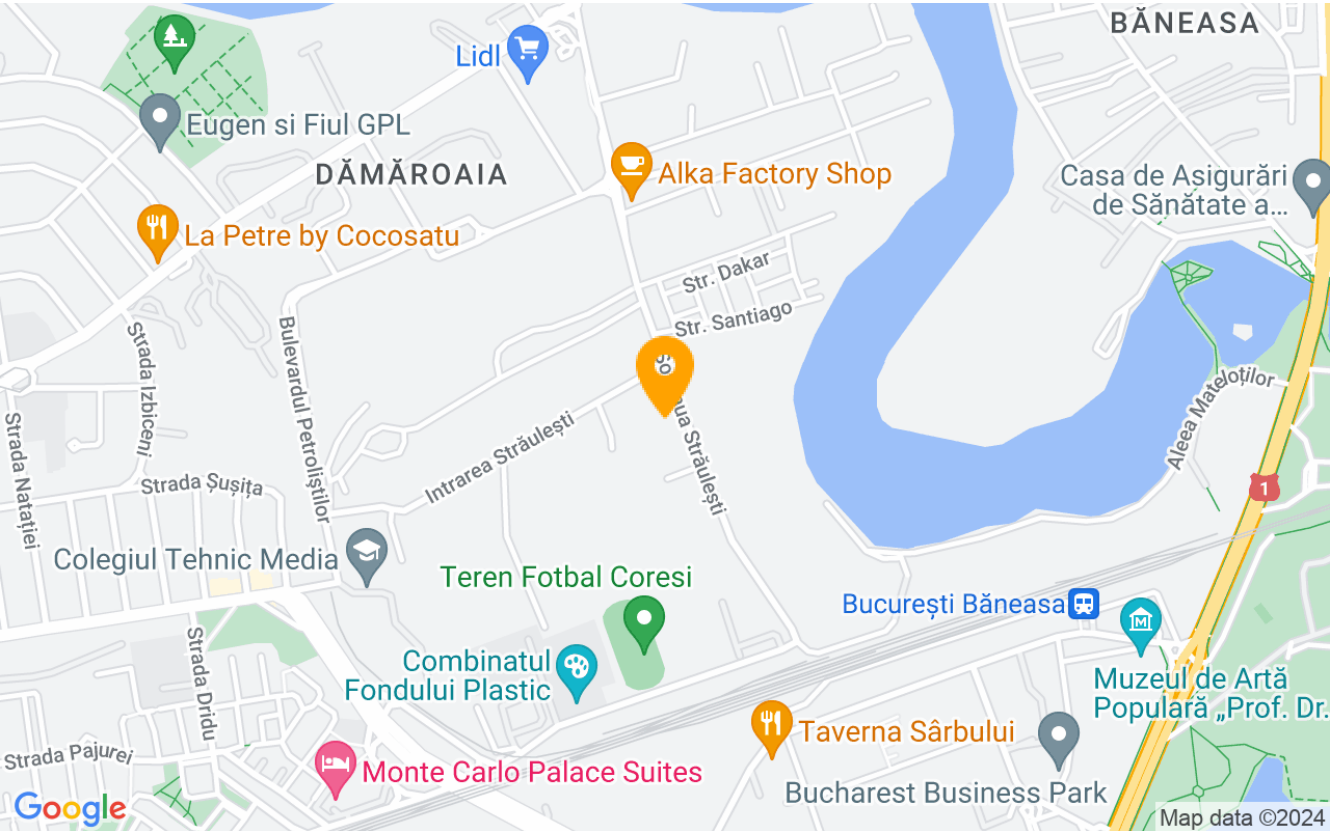 BĂNEASA
Lidl
Eugen si Fiul GPL
DĂMĂROAIA
Alka Factory Shop
Casa de Asigurări
de Sănătate a...
La Petre by Cocosatu
Str. Dakar
Str. Santiago
Strada Izbiceni
Bulevardul Petroliștilor
Șo
ua Străulești
Aleea Mateloților
Intrarea Străulești
Strada Natației
Strada Șușița
1
Colegiul Tehnic Media
Teren Fotbal Coresi
București Băneasa
M
Combinatul
Fondului Plastic
Strada Dridu
Muzeul de Artă
Populară „Prof. Dr.
Taverna Sârbului
Strada Pajurei
Monte Carlo Palace Suites
Bucharest Business Park
Google
Map data ©2024